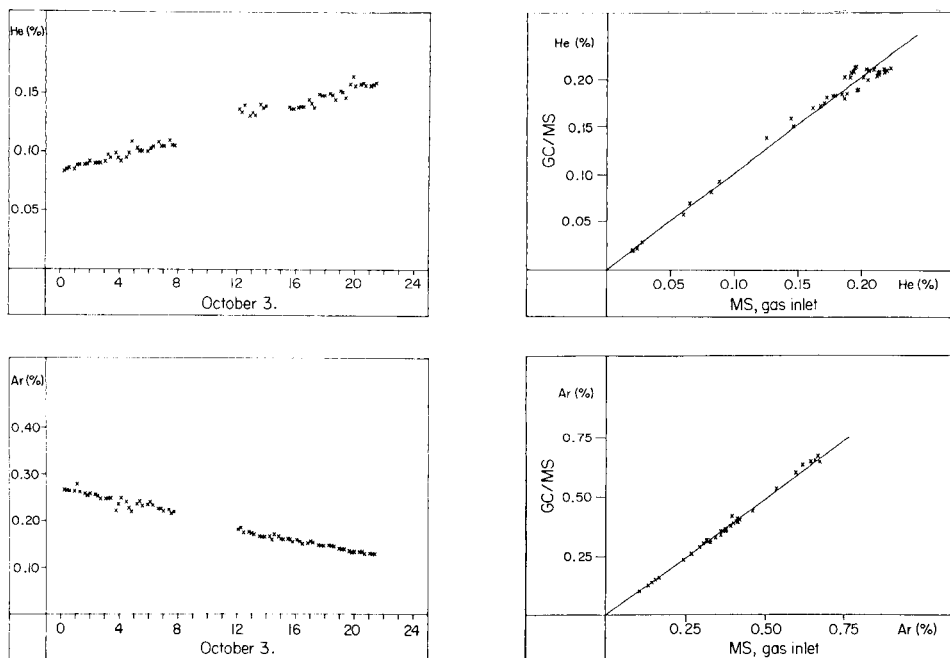 He (%)
0.15
0.10
0.05
0 4 8 12 16 20 24
October 3.
He (%)
GC/MS
0.20
0.15
0.10
0.05
0.05 0.10 0.15 0.20 He (%)
MS, gas inlet
Ar (%)
0.40
0.30
0.20
0.10
0 4 8 12 16 20 24
October 3.
Ar (%)
GC/MS
0.75
0.50
0.25
0.25 0.50 0.75 Ar (%)
MS, gas inlet